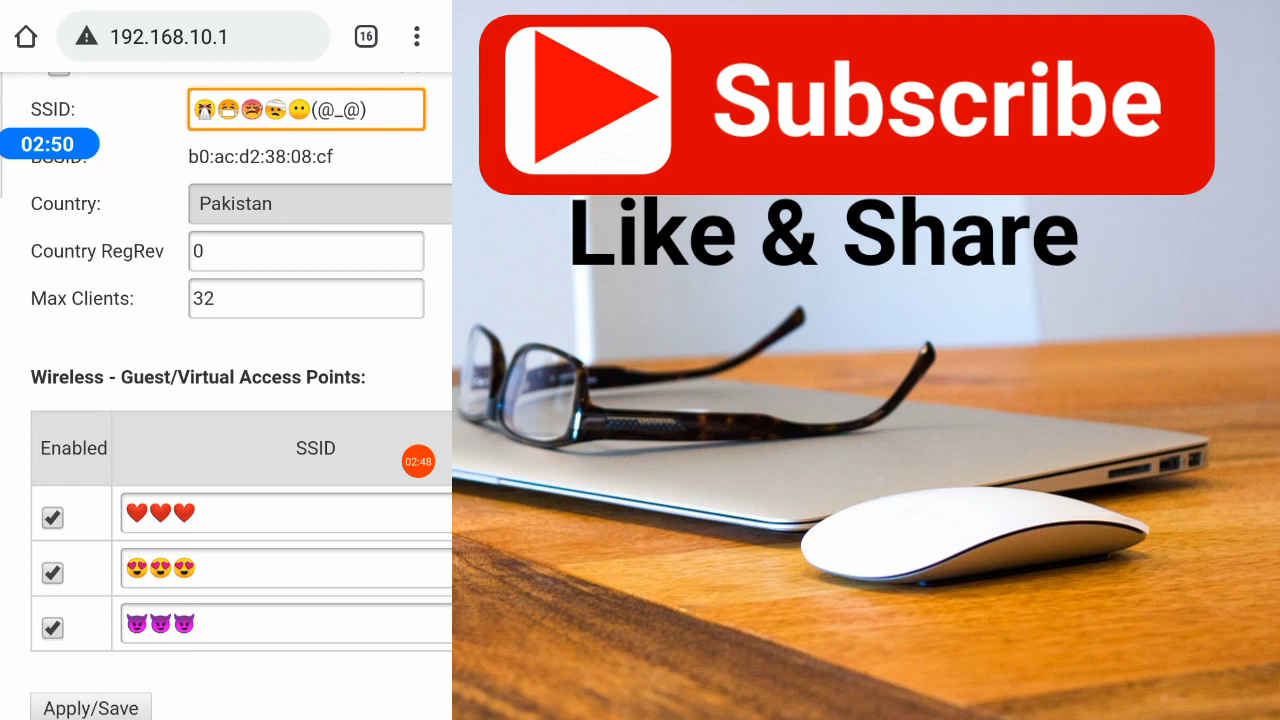 192.168.10.1
16
SSID: 🤧😷🤒🤕😶(@_@)
02:50
BSSID: b0:ac:d2:38:08:cf
Country: Pakistan
Country RegRev 0
Max Clients: 32
Wireless - Guest/Virtual Access Points:
Enabled SSID
02:48
❤️❤️❤️
😍😍😍
😈😈😈
Apply/Save
Subscribe
Like & Share